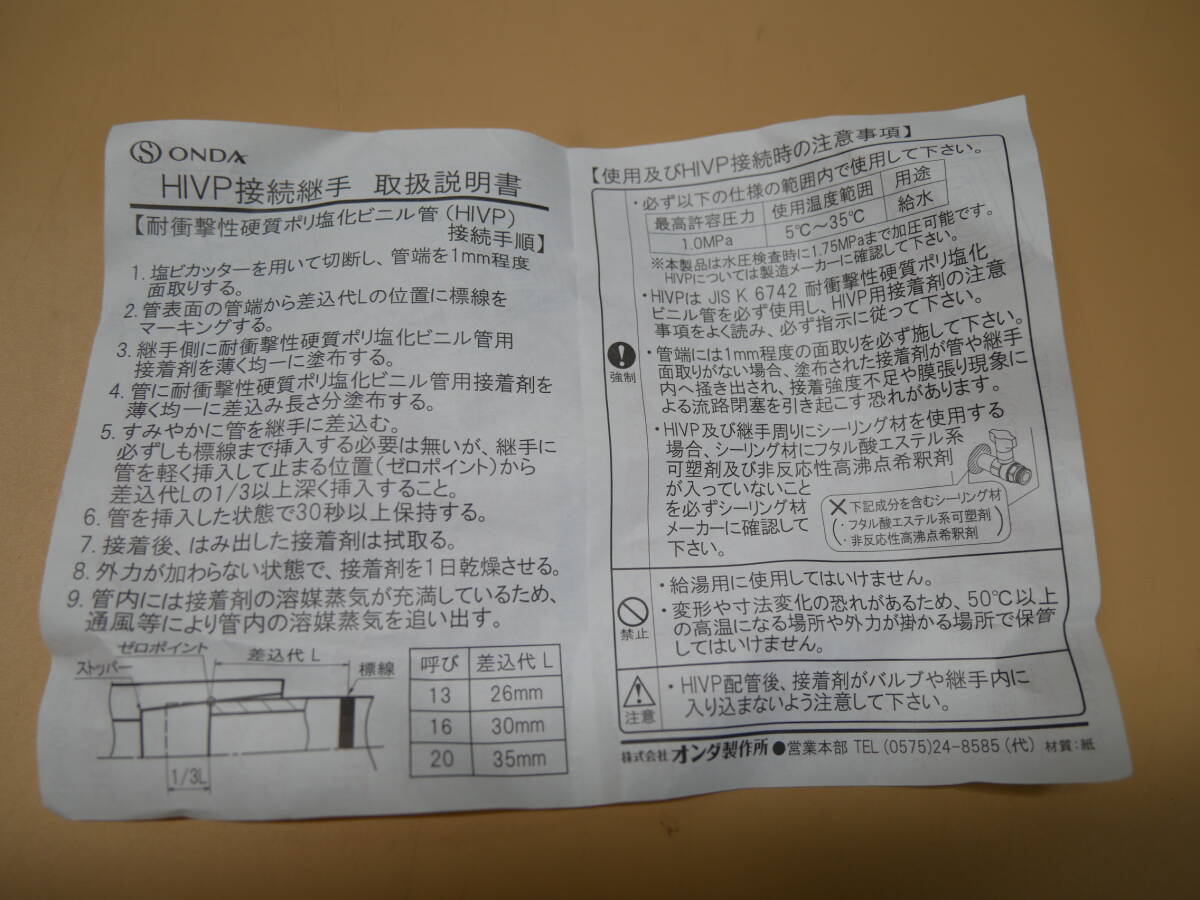 ONDA
HIVP接続継手 取扱説明書
【耐衝撃性硬質ポリ塩化ビニル管(HIVP)
接続手順】
1. 塩ビカッターを用いて切断し、管端を1mm程度
面取りする。
2. 管表面の管端から差込代Lの位置に標線を
マーキングする。
3. 継手側に耐衝撃性硬質ポリ塩化ビニル管用
接着剤を薄く均一に塗布する。
4. 管に耐衝撃性硬質ポリ塩化ビニル管用接着剤を
薄く均一に差込み長さ分塗布する。
5. すみやかに管を継手に差込む。
必ずしも標線まで挿入する必要は無いが、継手に
管を軽く挿入して止まる位置(ゼロポイント)から
差込代Lの1/3以上深く挿入すること。
6. 管を挿入した状態で30秒以上保持する。
7. 接着後、はみ出した接着剤は拭取る。
8. 外力が加わらない状態で、接着剤を1日乾燥させる。
9. 管内には接着剤の溶媒蒸気が充満しているため、
通風等により管内の溶媒蒸気を追い出す。
ゼロポイント
ストッパー
差込代 L
標線
1/3L
呼び 差込代 L
13 26mm
16 30mm
20 35mm
【使用及びHIVP接続時の注意事項】
・必ず以下の仕様の範囲内で使用して下さい。
最高許容圧力 使用温度範囲 用途
1.0MPa 5℃～35℃ 給水
※本製品は水圧検査時に1.75MPaまで加圧可能です。
HIVPについては製造メーカーに確認して下さい。
・HIVPは JIS K 6742 耐衝撃性硬質ポリ塩化
ビニル管を必ず使用し、HIVP用接着剤の注意
事項をよく読み、必ず指示に従って下さい。
強制
・管端には1mm程度の面取りを必ず施して下さい。
面取りがない場合、塗布された接着剤が管や継手
内へ掻き出され、接着強度不足や膜張り現象に
よる流路閉塞を引き起こす恐れがあります。
・HIVP及び継手周りにシーリング材を使用する
場合、シーリング材にフタル酸エステル系
可塑剤及び非反応性高沸点希釈剤
が入っていないこと
を必ずシーリング材
メーカーに確認して
下さい。
×下記成分を含むシーリング材
・フタル酸エステル系可塑剤
・非反応性高沸点希釈剤
禁止
・給湯用に使用してはいけません。
・変形や寸法変化の恐れがあるため、50℃以上
の高温になる場所や外力が掛かる場所で保管
してはいけません。
注意
・HIVP配管後、接着剤がバルブや継手内に
入り込まないよう注意して下さい。
株式会社オンダ製作所 ●営業本部 TEL (0575)24-8585 (代) 材質:紙